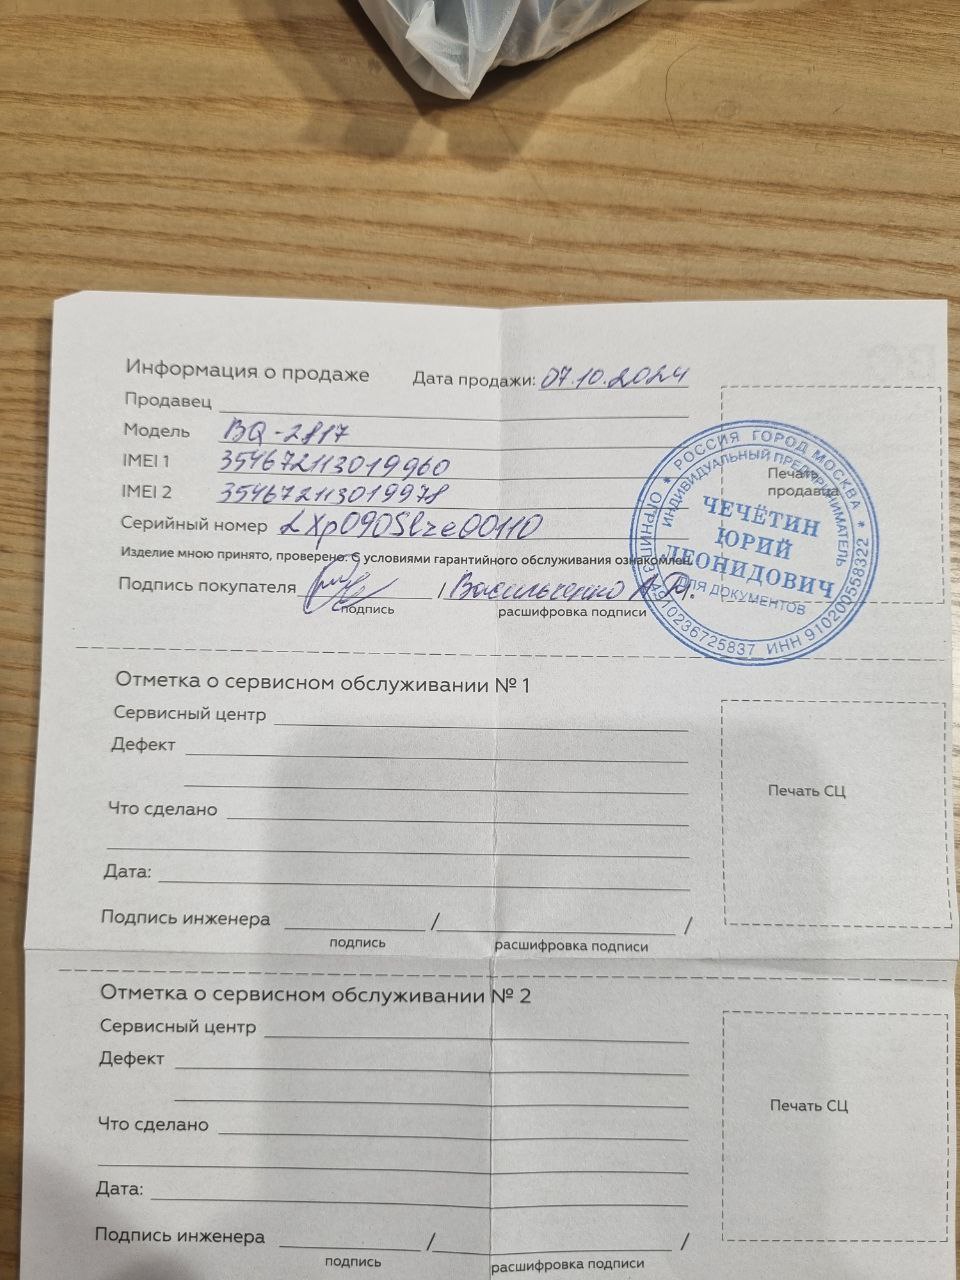 Информация о продаже Дата продажи: 07.10.2024
Продавец
Модель BQ-2817
IMEI 1 354672113019960
IMEI 2 354672113019978
Серийный номер
Изделие мною принято, проверено. С условиями гарантийного обслуживания ознакомлен.
Подпись покупателя / Васильченко А.
подпись расшифровка подписи
Печать
продавца
РОССИЯ ГОРОД МОСКВА
ИНДИВИДУАЛЬНЫЙ ПРЕДПРИНИМАТЕЛЬ
ЧЕЧЁТИН
ЮРИЙ
ЛЕОНИДОВИЧ
ДЛЯ ДОКУМЕНТОВ
ОГРНИП ИНН 910200558322
Отметка о сервисном обслуживании № 1
Сервисный центр
Дефект
Что сделано
Печать СЦ
Дата:
Подпись инженера / /
подпись расшифровка подписи
Отметка о сервисном обслуживании № 2
Сервисный центр
Дефект
Что сделано
Печать СЦ
Дата:
Подпись инженера / /
подпись расшифровка подписи